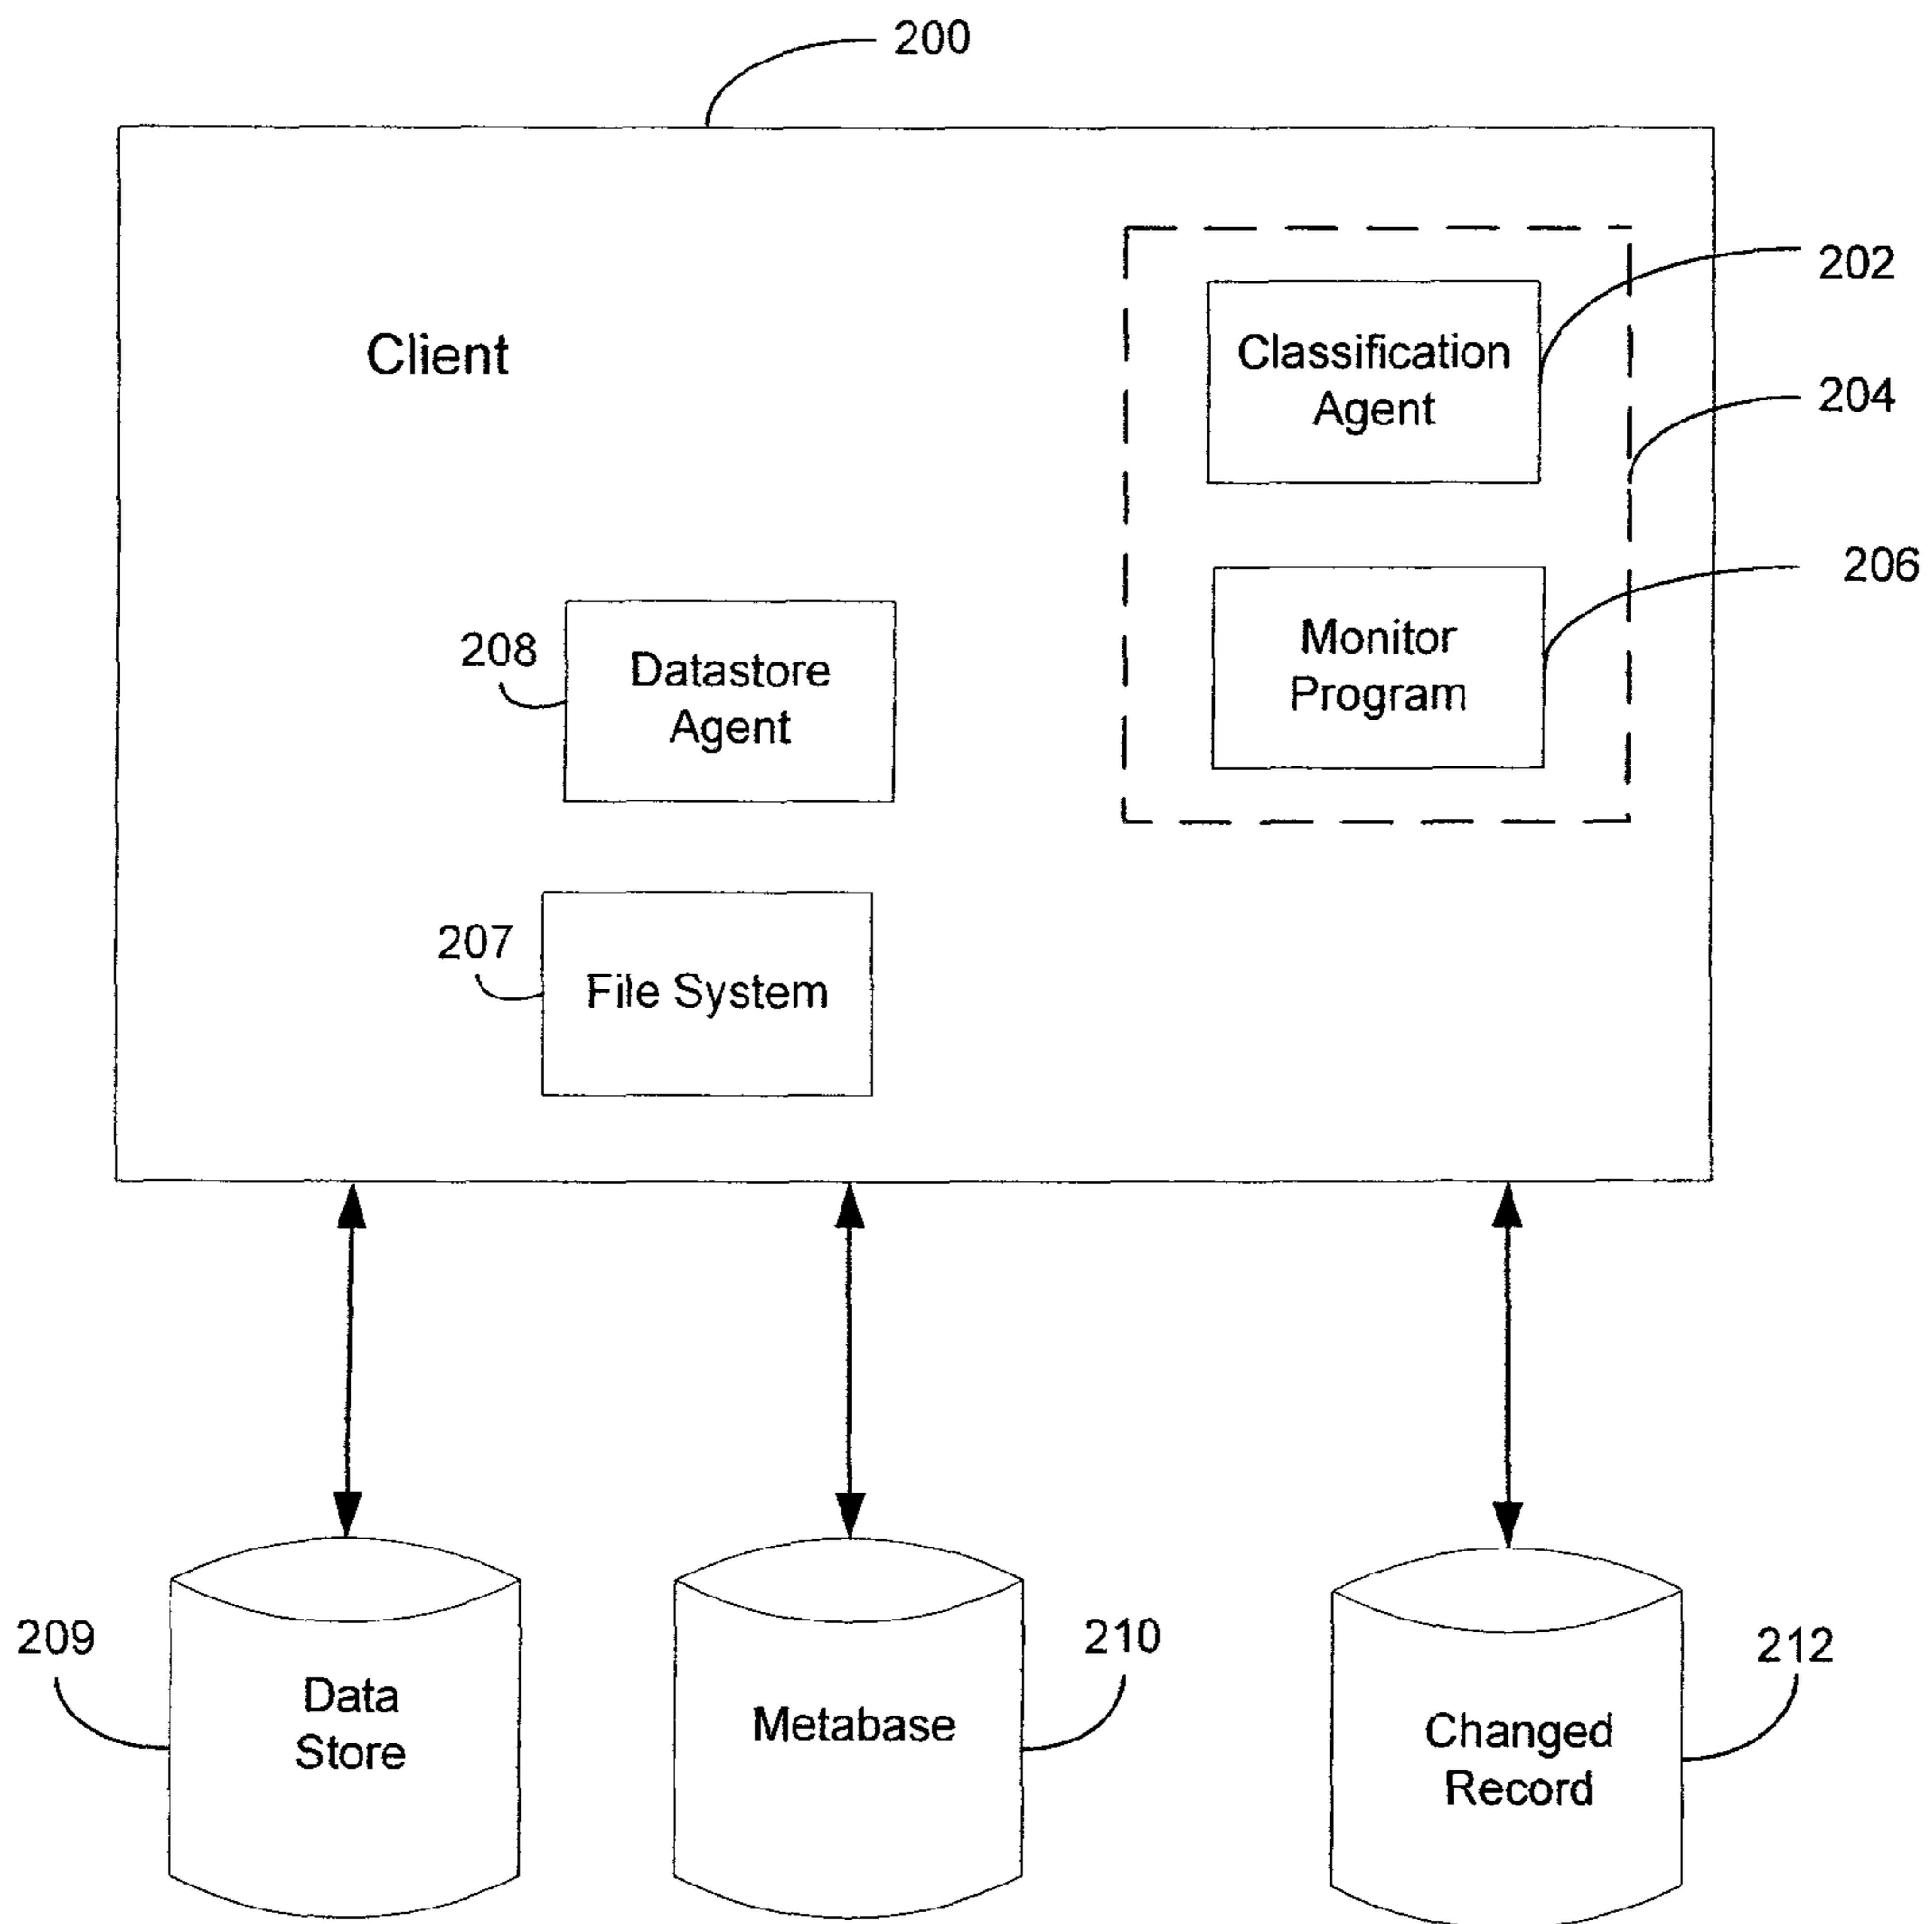 200
202
Client
Classification
Agent
204
206
Monitor
Program
208
Datastore
Agent
207
File System
209
Data
Store
210
Metabase
212
Changed
Record